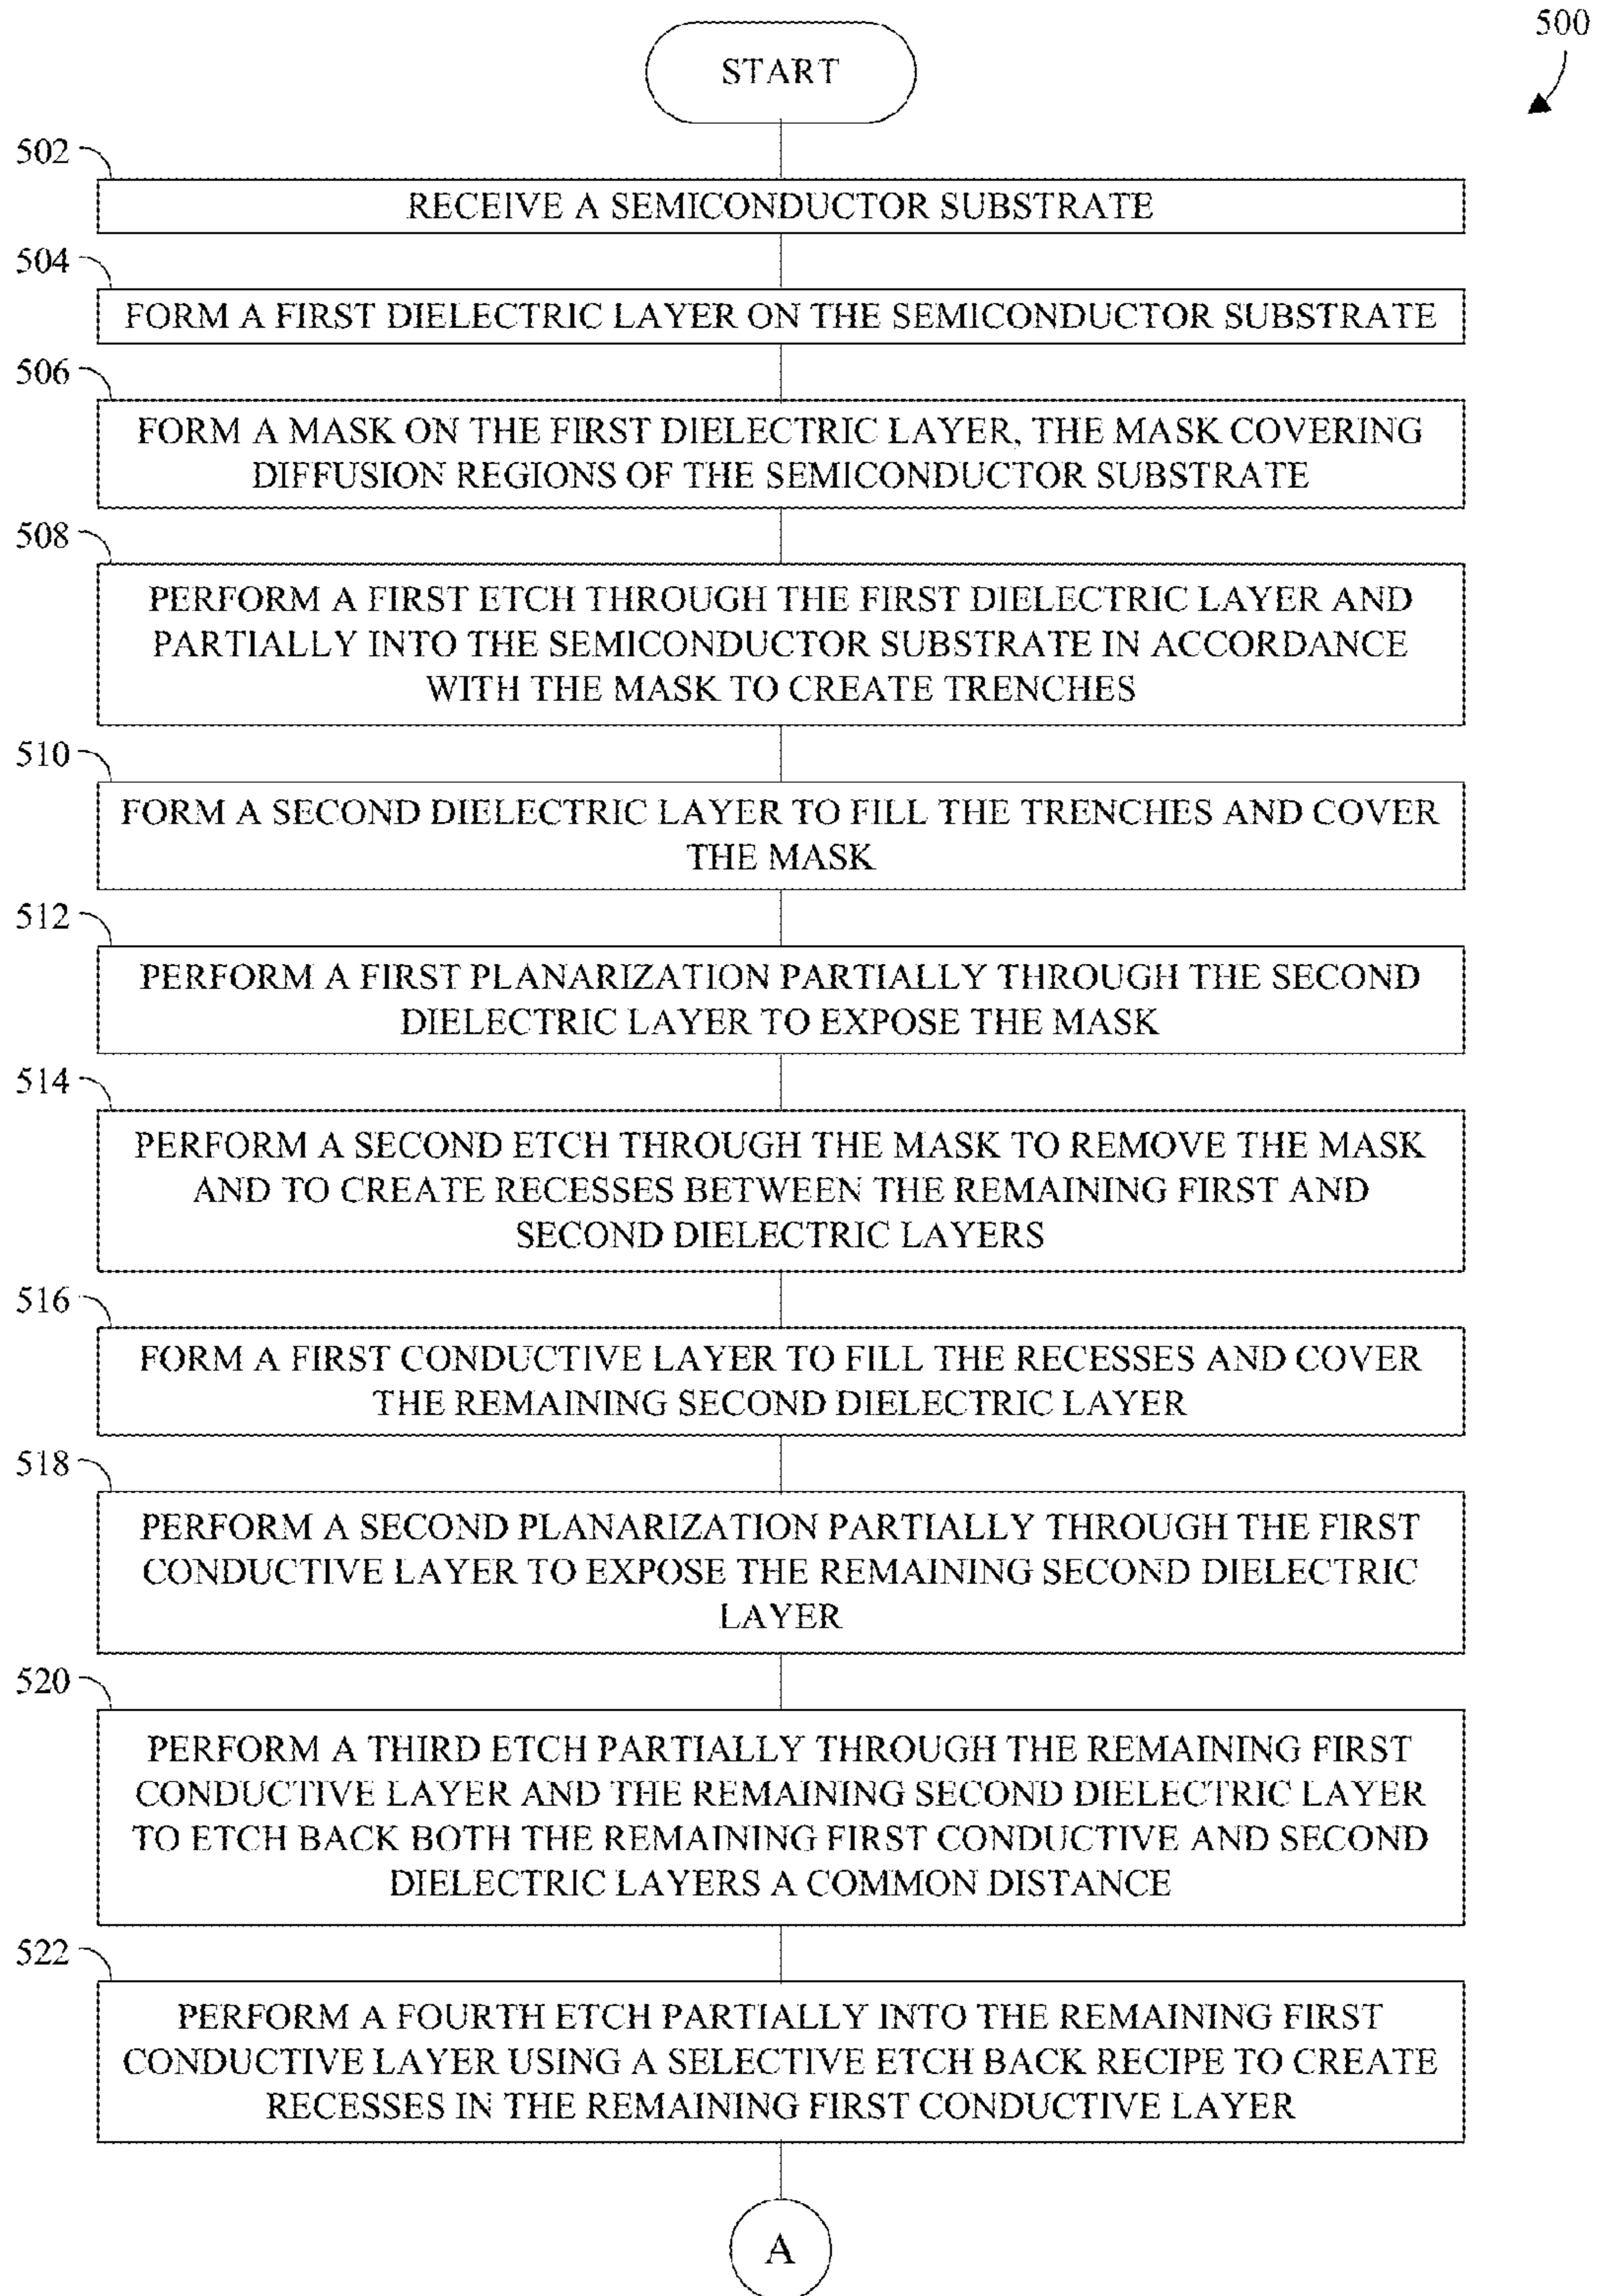 500
START
502
RECEIVE A SEMICONDUCTOR SUBSTRATE
504
FORM A FIRST DIELECTRIC LAYER ON THE SEMICONDUCTOR SUBSTRATE
506
FORM A MASK ON THE FIRST DIELECTRIC LAYER, THE MASK COVERING
DIFFUSION REGIONS OF THE SEMICONDUCTOR SUBSTRATE
508
PERFORM A FIRST ETCH THROUGH THE FIRST DIELECTRIC LAYER AND
PARTIALLY INTO THE SEMICONDUCTOR SUBSTRATE IN ACCORDANCE
WITH THE MASK TO CREATE TRENCHES
510
FORM A SECOND DIELECTRIC LAYER TO FILL THE TRENCHES AND COVER
THE MASK
512
PERFORM A FIRST PLANARIZATION PARTIALLY THROUGH THE SECOND
DIELECTRIC LAYER TO EXPOSE THE MASK
514
PERFORM A SECOND ETCH THROUGH THE MASK TO REMOVE THE MASK
AND TO CREATE RECESSES BETWEEN THE REMAINING FIRST AND
SECOND DIELECTRIC LAYERS
516
FORM A FIRST CONDUCTIVE LAYER TO FILL THE RECESSES AND COVER
THE REMAINING SECOND DIELECTRIC LAYER
518
PERFORM A SECOND PLANARIZATION PARTIALLY THROUGH THE FIRST
CONDUCTIVE LAYER TO EXPOSE THE REMAINING SECOND DIELECTRIC
LAYER
520
PERFORM A THIRD ETCH PARTIALLY THROUGH THE REMAINING FIRST
CONDUCTIVE LAYER AND THE REMAINING SECOND DIELECTRIC LAYER
TO ETCH BACK BOTH THE REMAINING FIRST CONDUCTIVE AND SECOND
DIELECTRIC LAYERS A COMMON DISTANCE
522
PERFORM A FOURTH ETCH PARTIALLY INTO THE REMAINING FIRST
CONDUCTIVE LAYER USING A SELECTIVE ETCH BACK RECIPE TO CREATE
RECESSES IN THE REMAINING FIRST CONDUCTIVE LAYER
A